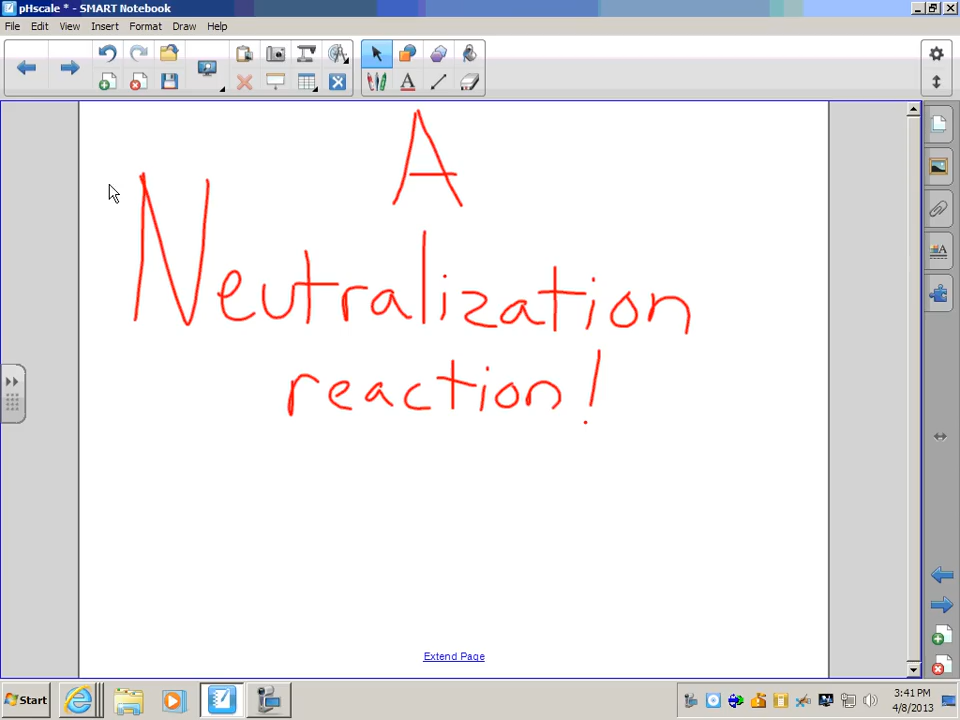 pHscale * - SMART Notebook
File Edit View Insert Format Draw Help
A
Neutralization
reaction!
Extend Page
Start
3:41 PM
4/8/2013